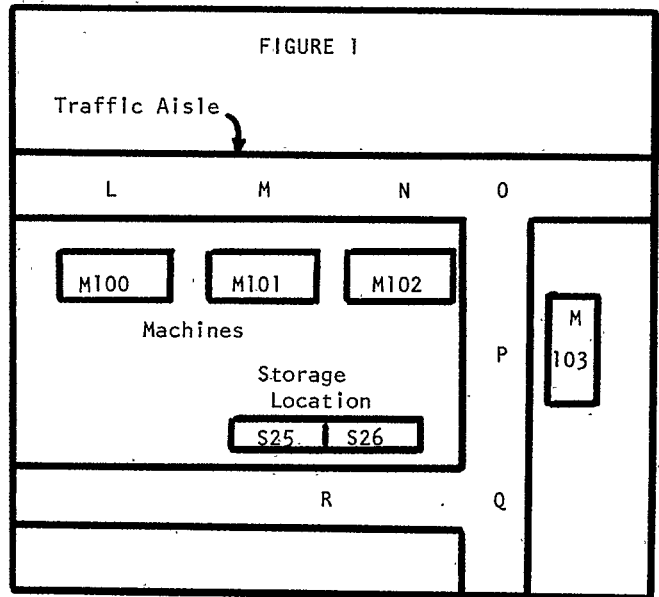 FIGURE 1
Traffic Aisle
L M N O
M100 M101 M102
M
103
Machines
P
Storage
Location
S25 S26
R Q